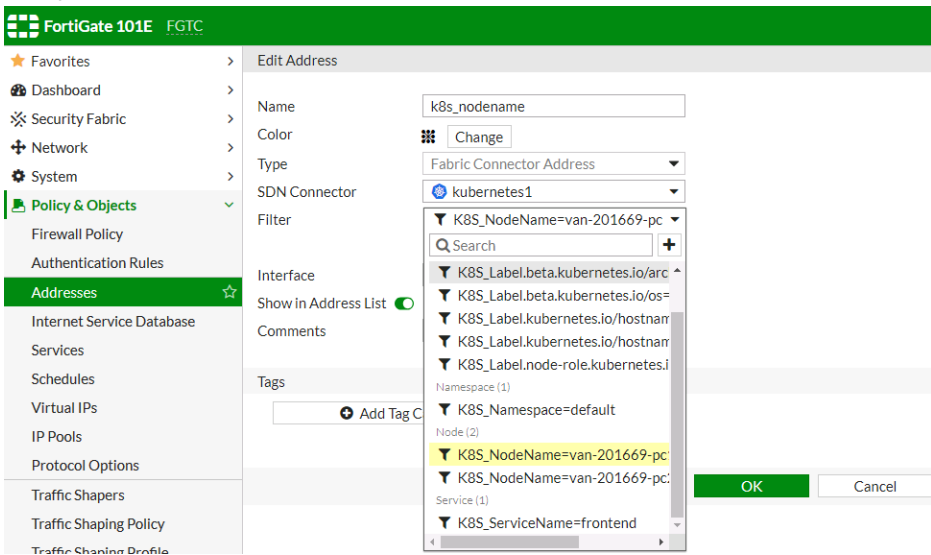 FortiGate 101E FGTC
Favorites
Dashboard
Security Fabric
Network
System
Policy & Objects
Firewall Policy
Authentication Rules
Addresses
Internet Service Database
Services
Schedules
Virtual IPs
IP Pools
Protocol Options
Traffic Shapers
Traffic Shaping Policy
Traffic Shaping Profile
Edit Address
Name k8s_nodename
Color Change
Type Fabric Connector Address
SDN Connector kubernetes1
Filter K8S_NodeName=van-201669-pc
Search
K8S_Label.beta.kubernetes.io/arc
K8S_Label.beta.kubernetes.io/os=
K8S_Label.kubernetes.io/hostnam
K8S_Label.kubernetes.io/hostnam
K8S_Label.node-role.kubernetes.i
Namespace (1)
K8S_Namespace=default
Node (2)
K8S_NodeName=van-201669-pc1
K8S_NodeName=van-201669-pc2
Service (1)
K8S_ServiceName=frontend
Interface
Show in Address List
Comments
Tags
Add Tag C
OK Cancel